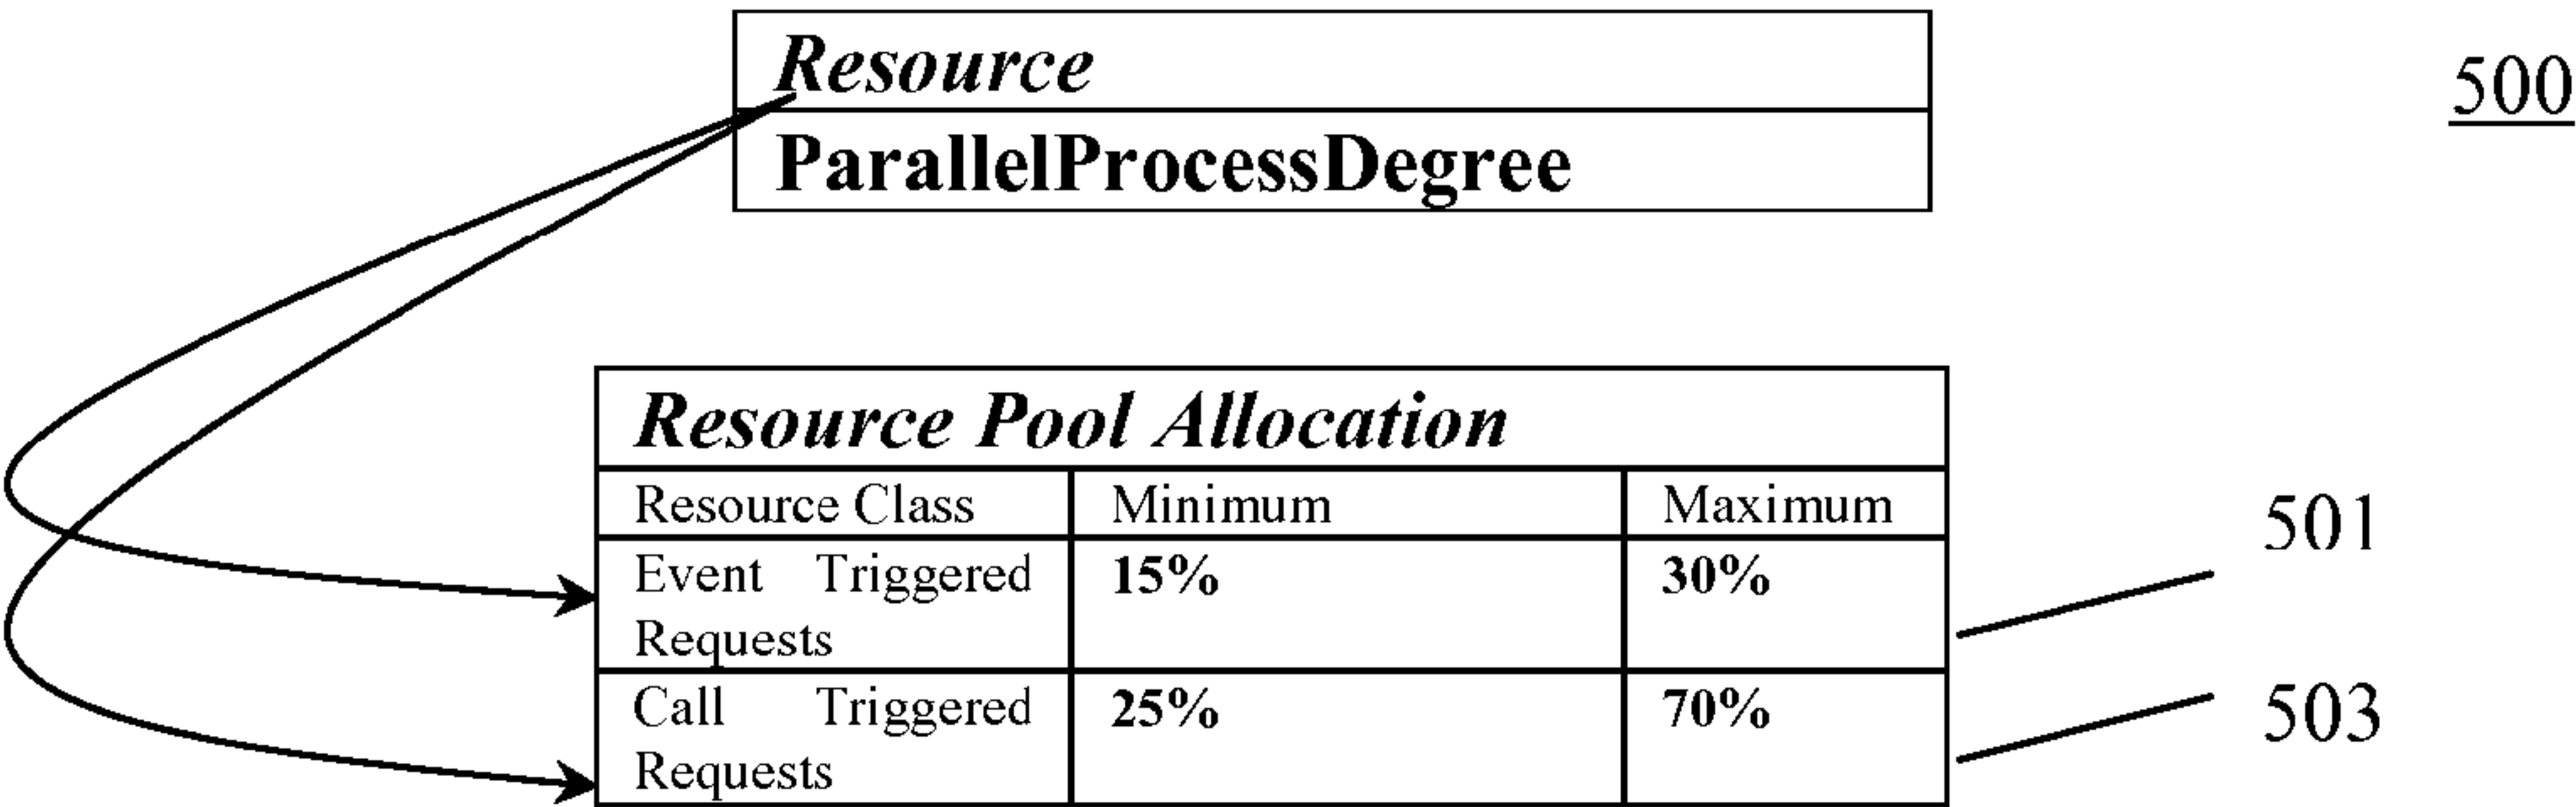 Resource
500
ParallelProcessDegree
Resource Pool Allocation
Resource Class Minimum Maximum
501
Event Triggered Requests 15% 30%
Call Triggered Requests 25% 70%
503